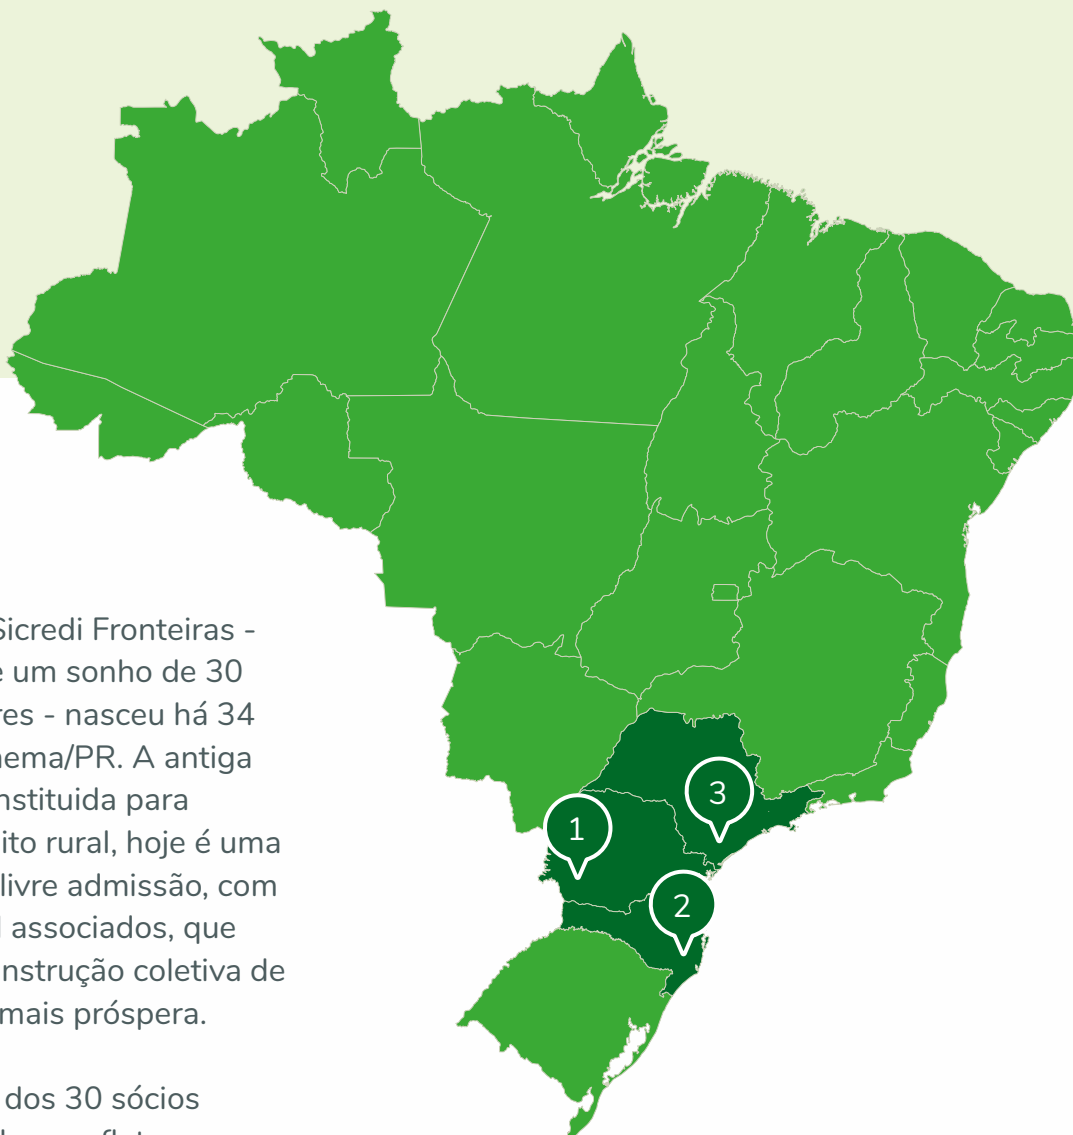 Sicredi Fronteiras -
um sonho de 30
res - nasceu há 34
nema/PR. A antiga
nstituida para
ito rural, hoje é uma
livre admissão, com
associados, que
nstrução coletiva de
mais próspera.
dos 30 sócios
1
2
3